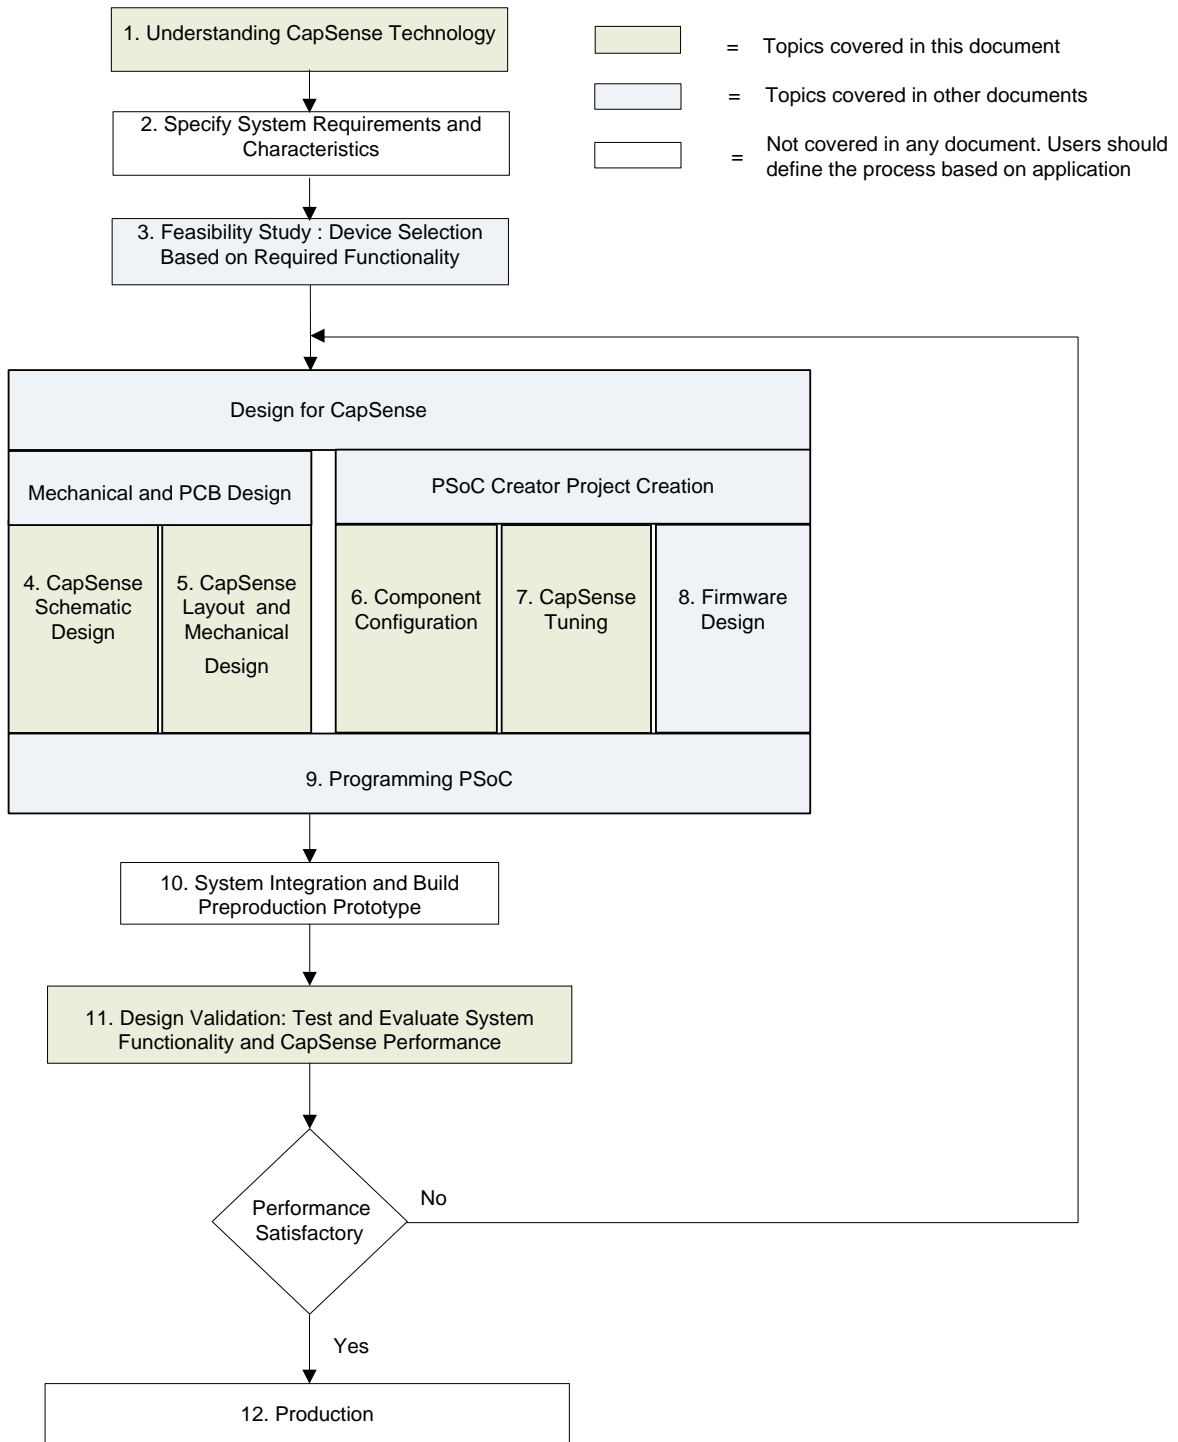 1. Understanding CapSense Technology
= Topics covered in this document
= Topics covered in other documents
= Not covered in any document. Users should
define the process based on application
2. Specify System Requirements and
Characteristics
3. Feasibility Study : Device Selection
Based on Required Functionality
Design for CapSense
Mechanical and PCB Design
PSoC Creator Project Creation
4. CapSense
Schematic
Design
5. CapSense
Layout and
Mechanical
Design
6. Component
Configuration
7. CapSense
Tuning
8. Firmware
Design
9. Programming PSoC
10. System Integration and Build
Preproduction Prototype
11. Design Validation: Test and Evaluate System
Functionality and CapSense Performance
Performance
Satisfactory
No
Yes
12. Production